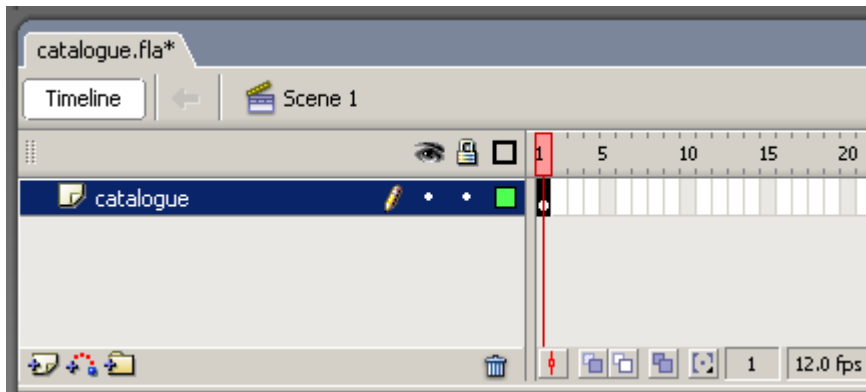 catalogue.fla*
Timeline Scene 1
1 5 10 15 20
catalogue
1 12.0 fps